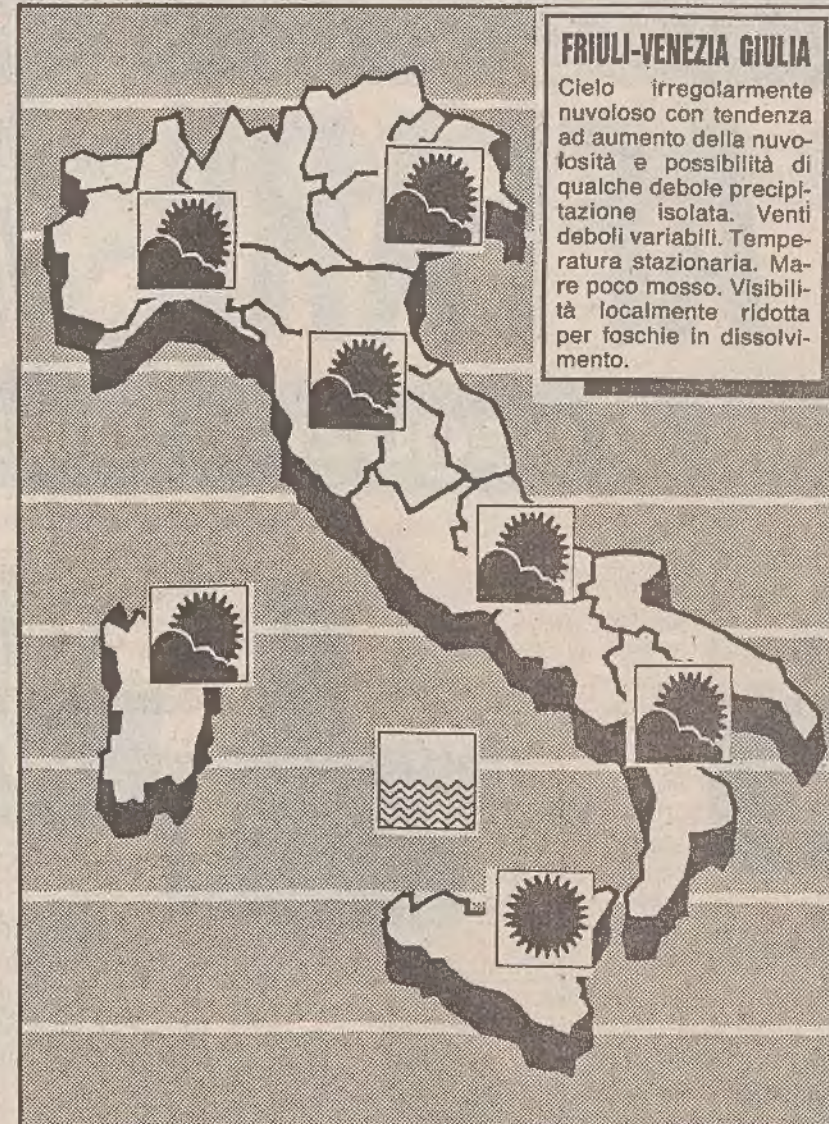 FRIULI-VENEZIA GIULIA
Cielo irregolarmente
nuvoloso con tendenza
ad aumento della nuvo-
losità e possibilità di
qualche debole precipi-
tazione isolata. Venti
deboli variabili. Tempe-
ratura stazionaria. Ma-
re poco mosso. Visibili-
tà localmente ridotta
per foschie in dissolvi-
mento.